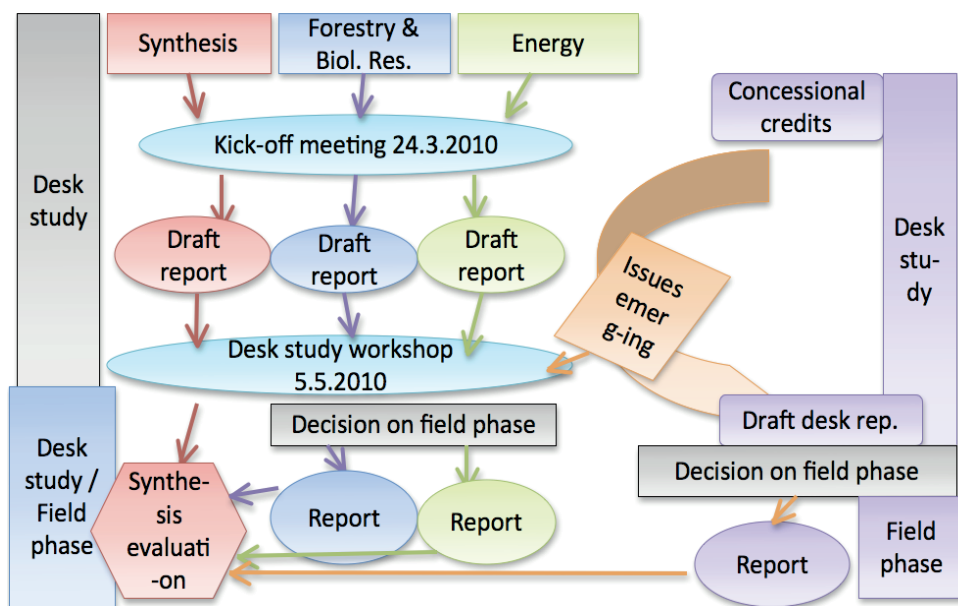 Synthesis
Forestry &
Biol. Res.
Energy
Concessional
credits
Kick-off meeting 24.3.2010
Desk
study
Draft
report
Draft
report
Draft
report
Issues
emer
g-ing
Desk
stu-
dy
Desk study workshop
5.5.2010
Decision on field phase
Draft desk rep.
Decision on field phase
Desk
study /
Field
phase
Synthe-
sis
evaluati
-on
Report
Report
Report
Field
phase